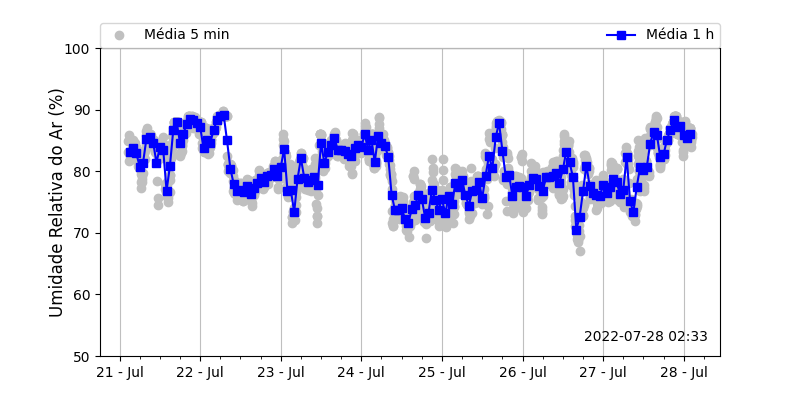 Média 5 min Média 1 h
100
90
80
70
60
50
Umidade Relativa do Ar (%)
2022-07-28 02:33
21 - Jul 22 - Jul 23 - Jul 24 - Jul 25 - Jul 26 - Jul 27 - Jul 28 - Jul